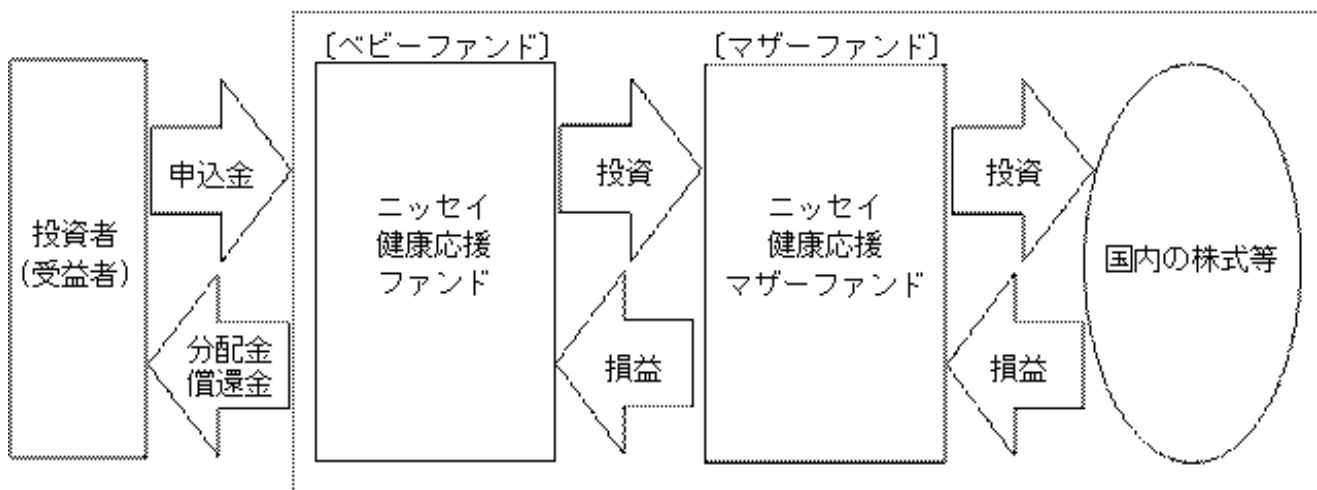 〔ベビーファンド〕
〔マザーファンド〕
投資者
(受益者)
申込金
分配金
償還金
ニッセイ
健康応援
ファンド
投資
損益
ニッセイ
健康応援
マザーファンド
投資
損益
国内の株式等